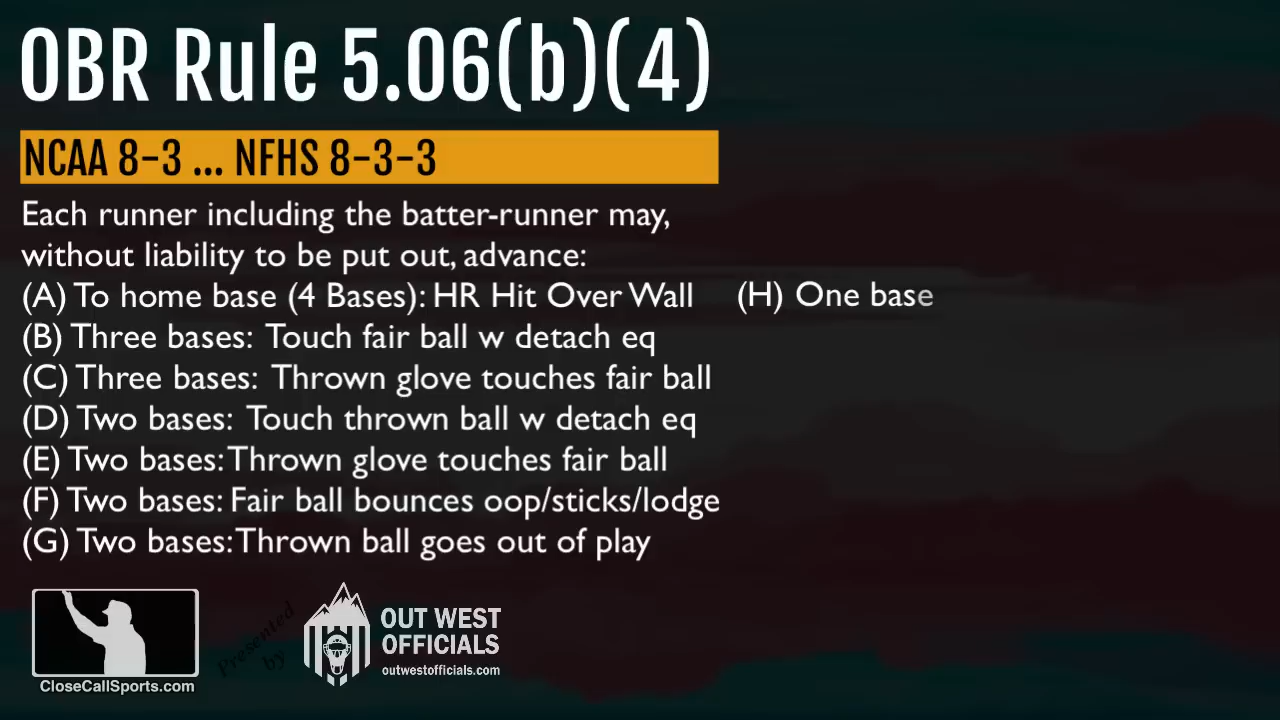 OBR Rule 5.06(b)(4)
NCAA 8-3 ... NFHS 8-3-3
Each runner including the batter-runner may,
without liability to be put out, advance:
(A) To home base (4 Bases): HR Hit Over Wall
(B) Three bases: Touch fair ball w detach eq
(C) Three bases: Thrown glove touches fair ball
(D) Two bases: Touch thrown ball w detach eq
(E) Two bases: Thrown glove touches fair ball
(F) Two bases: Fair ball bounces oop/sticks/lodge
(G) Two bases: Thrown ball goes out of play
(H) One base
CloseCallSports.com
Presented
by
OUT WEST
OFFICIALS
outwestofficials.com